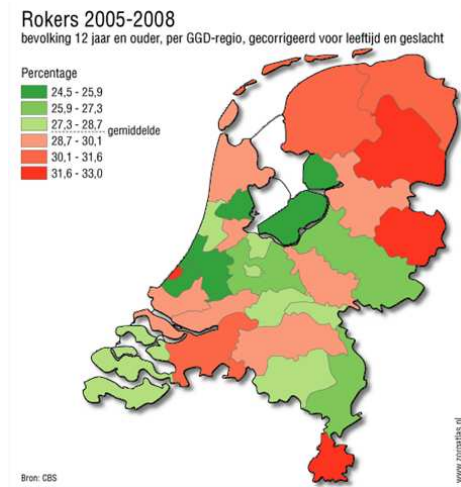 Rokers 2005-2008
bevolking 12 jaar en ouder, per GGD-regio, gecorrigeerd voor leeftijd en geslacht
Percentage
24,5 - 25,9
25,9 - 27,3
27,3 - 28,7
gemiddelde
28,7 - 30,1
30,1 - 31,6
31,6 - 33,0
Bron: CBS
www.zorgatlas.nl